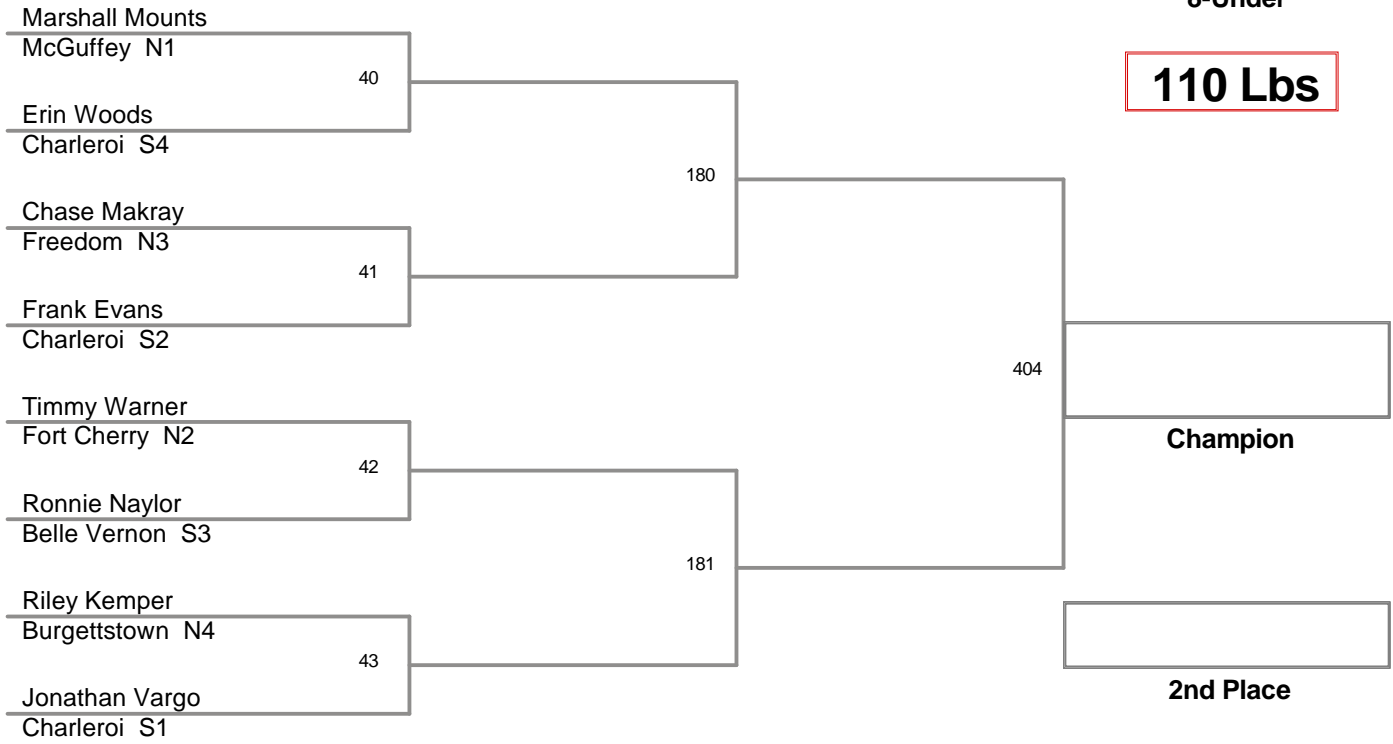 8-Under
110 Lbs
Marshall Mounts
McGuffey N1
40
Erin Woods
Charleroi S4
180
Chase Makray
Freedom N3
41
Frank Evans
Charleroi S2
404
Timmy Warner
Fort Cherry N2
42
Ronnie Naylor
Belle Vernon S3
181
Riley Kemper
Burgettstown N4
43
Jonathan Vargo
Charleroi S1
Champion
2nd Place